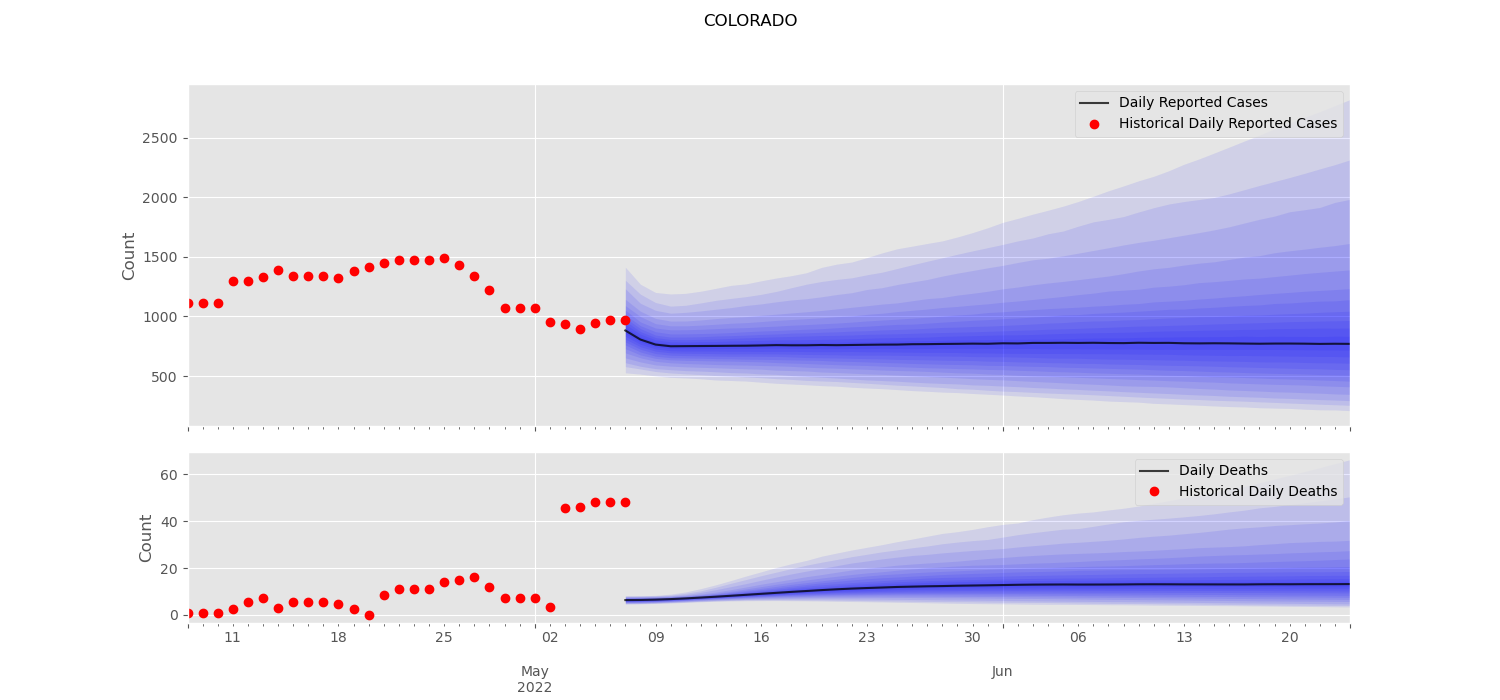 COLORADO
Daily Reported Cases
Historical Daily Reported Cases
Count
2500
2000
1500
1000
500
Daily Deaths
Historical Daily Deaths
Count
60
40
20
0
11 18 25 02 09 16 23 30 06 13 20
May Jun
2022